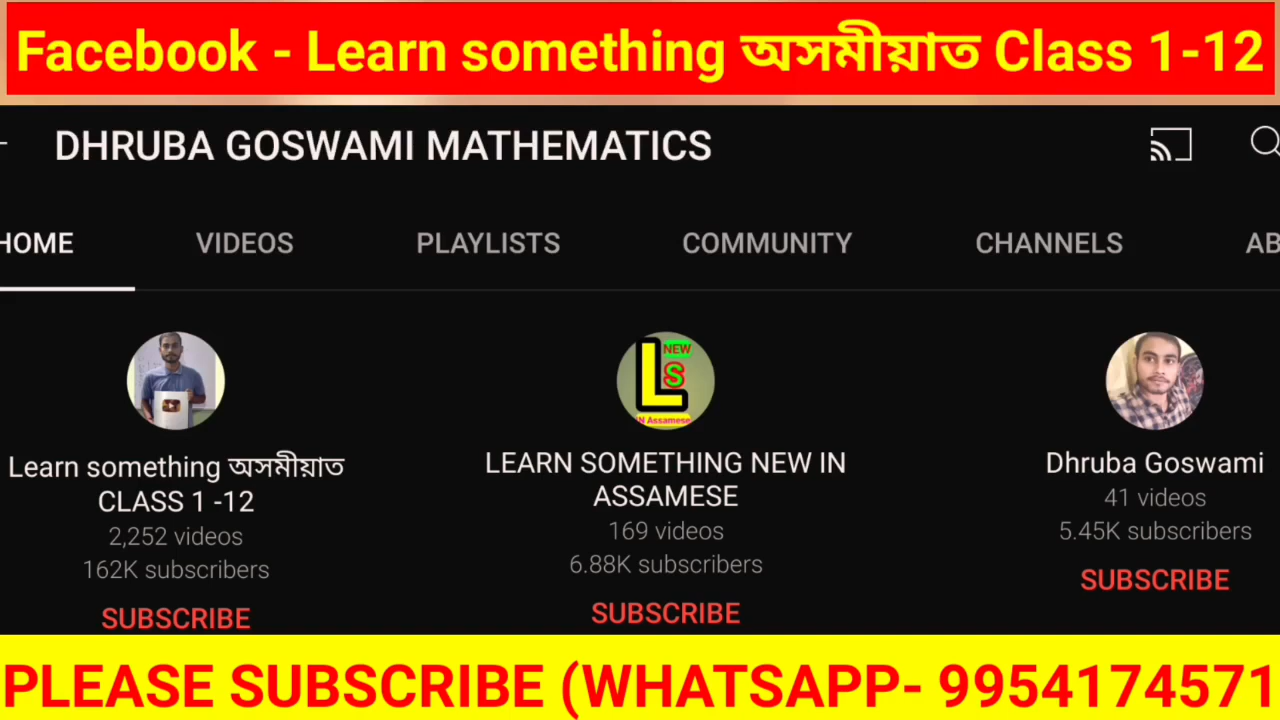 Facebook - Learn something অসমীয়াত Class 1-12
DHRUBA GOSWAMI MATHEMATICS
HOME VIDEOS PLAYLISTS COMMUNITY CHANNELS AB
NEW
L S
N Assamese
Learn something অসমীয়াত
CLASS 1 -12
2,252 videos
162K subscribers
SUBSCRIBE
LEARN SOMETHING NEW IN
ASSAMESE
169 videos
6.88K subscribers
SUBSCRIBE
Dhruba Goswami
41 videos
5.45K subscribers
SUBSCRIBE
PLEASE SUBSCRIBE (WHATSAPP- 9954174571